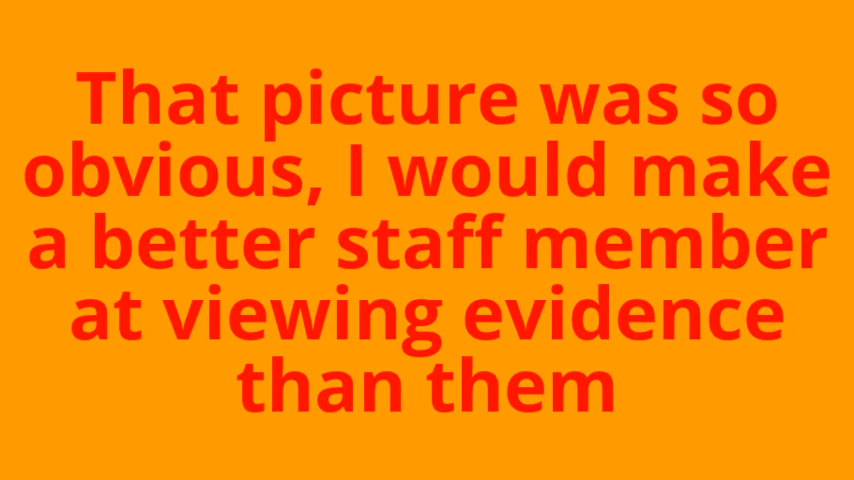 That picture was so
obvious, I would make
a better staff member
at viewing evidence
than them